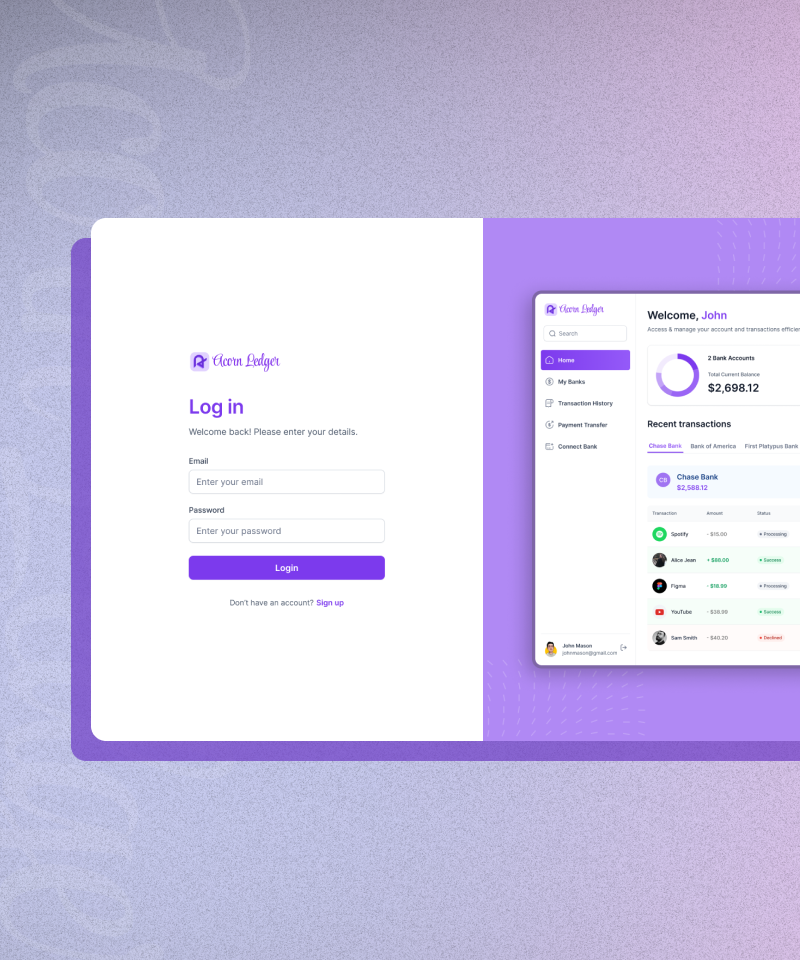 Acorn Ledger
Log in
Welcome back! Please enter your details.
Email
Enter your email
Password
Enter your password
Login
Don't have an account? Sign up
Acorn Ledger
Search
Home
My Banks
Transaction History
Payment Transfer
Connect Bank
John Mason
johnmason@gmail.com
Welcome, John
Access & manage your account and transactions
2 Bank Accounts
Total Current Balance
$2,698.12
Recent transactions
Chase Bank Bank of America First Platypus Bank
CB
Chase Bank
$2,588.12
Transaction Amount Status
Spotify - $15.00 Processing
Alice Jean + $88.00 Success
Figma - $18.99 Processing
YouTube Success
Sam Smith - $40.20 Declined